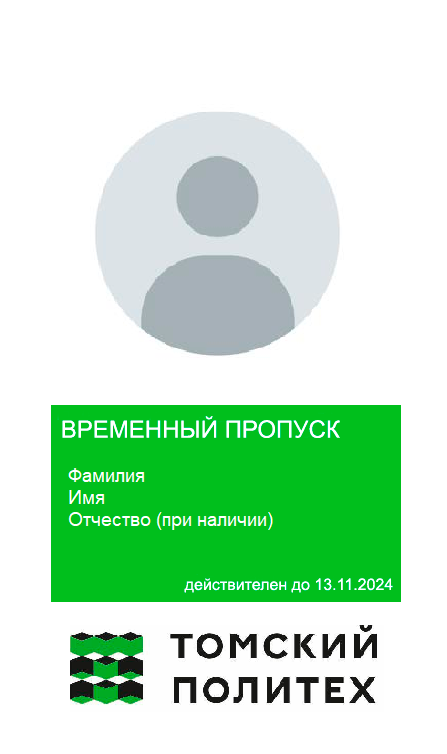 ВРЕМЕННЫЙ ПРОПУСК
Фамилия
Имя
Отчество (при наличии)
действителен до 13.11.2024
ТОМСКИЙ
ПОЛИТЕХ